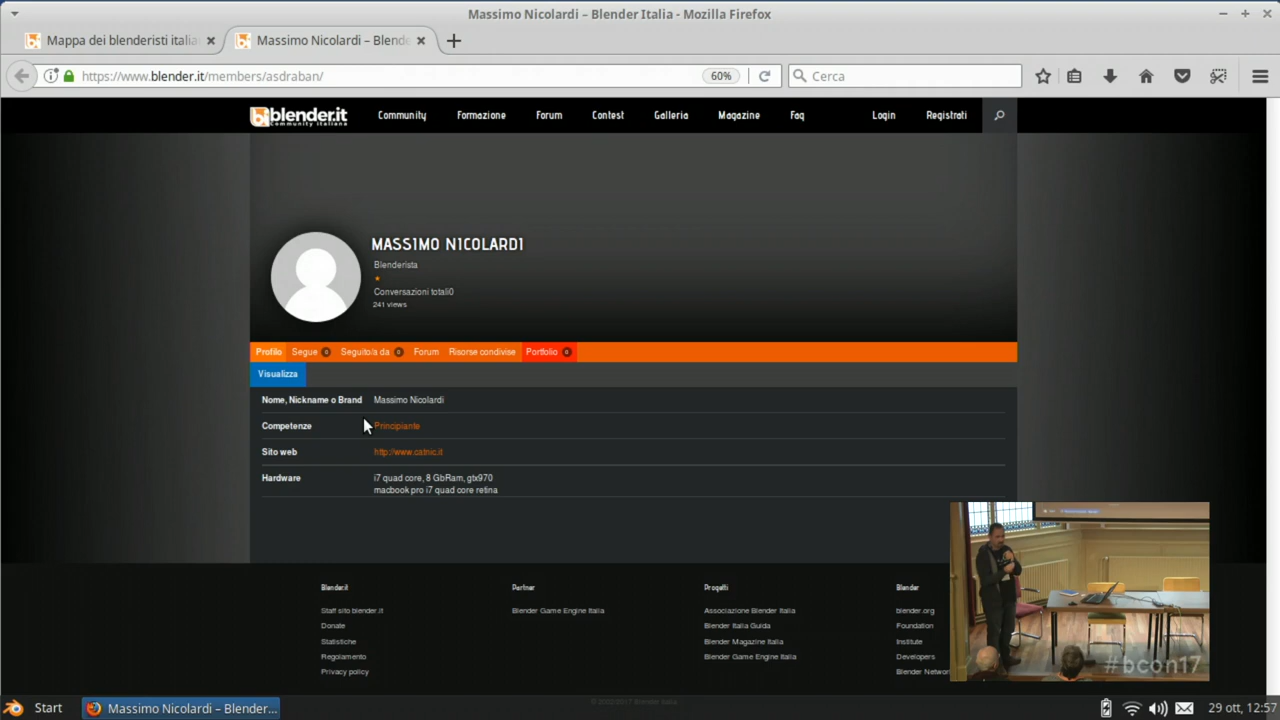 Massimo Nicolardi – Blender Italia - Mozilla Firefox
Mappa dei blenderisti italia
Massimo Nicolardi – Blende
https://www.blender.it/members/asdraban/
60%
Cerca
blender.it
Community Italiana
Community
Formazione
Forum
Contest
Galleria
Magazine
Faq
Login
Registrati
MASSIMO NICOLARDI
Blenderista
Conversazioni totali0
241 views
Profilo
Segue 0
Seguito/a da 0
Forum
Risorse condivise
Portfolio 0
Visualizza
Nome, Nickname o Brand Massimo Nicolardi
Competenze Principiante
Sito web http://www.catnic.it
Hardware i7 quad core, 8 GbRam, gtx970
macbook pro i7 quad core retina
Blender.it
Staff sito blender.it
Donate
Statistiche
Regolamento
Privacy policy
Partner
Blender Game Engine Italia
Progetti
Associazione Blender Italia
Blender Italia Guida
Blender Magazine Italia
Blender Game Engine Italia
Blender
blender.org
Foundation
Institute
Developers
Blender Networ
#bcon17
Start
Massimo Nicolardi – Blender...
29 ott, 12:57